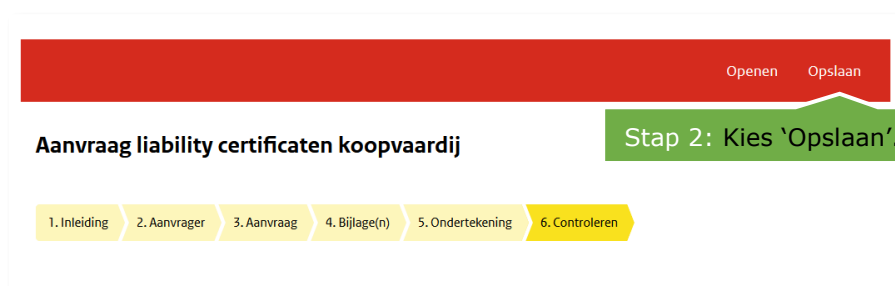 Openen Opslaan
Stap 2: Kies ‘Opslaan’.
Aanvraag liability certificaten koopvaardij
1. Inleiding 2. Aanvrager 3. Aanvraag 4. Bijlage(n) 5. Ondertekening 6. Controleren